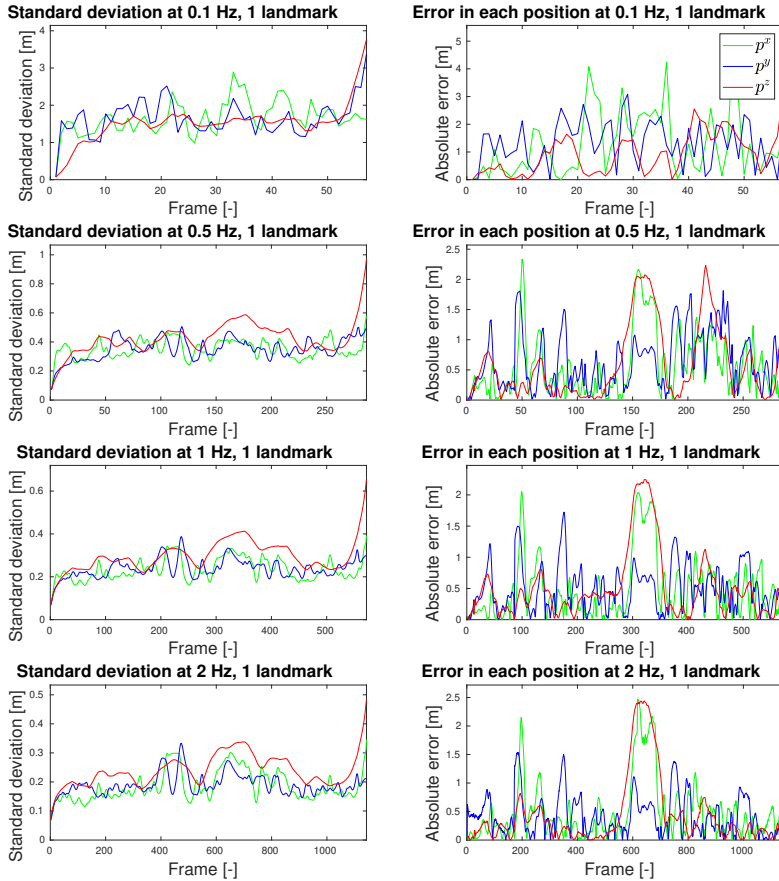 Standard deviation at 0.1 Hz, 1 landmark
Standard deviation [m]
4
3
2
1
0
0 10 20 30 40 50
Frame [-]
Error in each position at 0.1 Hz, 1 landmark
Absolute error [m]
5
4
3
2
1
0
0 10 20 30 40 50
Frame [-]
p^x
p^y
p^z
Standard deviation at 0.5 Hz, 1 landmark
Standard deviation [m]
1
0.8
0.6
0.4
0.2
0
0 50 100 150 200 250
Frame [-]
Error in each position at 0.5 Hz, 1 landmark
Absolute error [m]
2.5
2
1.5
1
0.5
0
0 50 100 150 200 250
Frame [-]
Standard deviation at 1 Hz, 1 landmark
Standard deviation [m]
0.6
0.4
0.2
0
0 100 200 300 400 500
Frame [-]
Error in each position at 1 Hz, 1 landmark
Absolute error [m]
2
1.5
1
0.5
0
0 100 200 300 400 500
Frame [-]
Standard deviation at 2 Hz, 1 landmark
Standard deviation [m]
0.5
0.4
0.3
0.2
0.1
0
0 200 400 600 800 1000
Frame [-]
Error in each position at 2 Hz, 1 landmark
Absolute error [m]
2.5
2
1.5
1
0.5
0
0 200 400 600 800 1000
Frame [-]